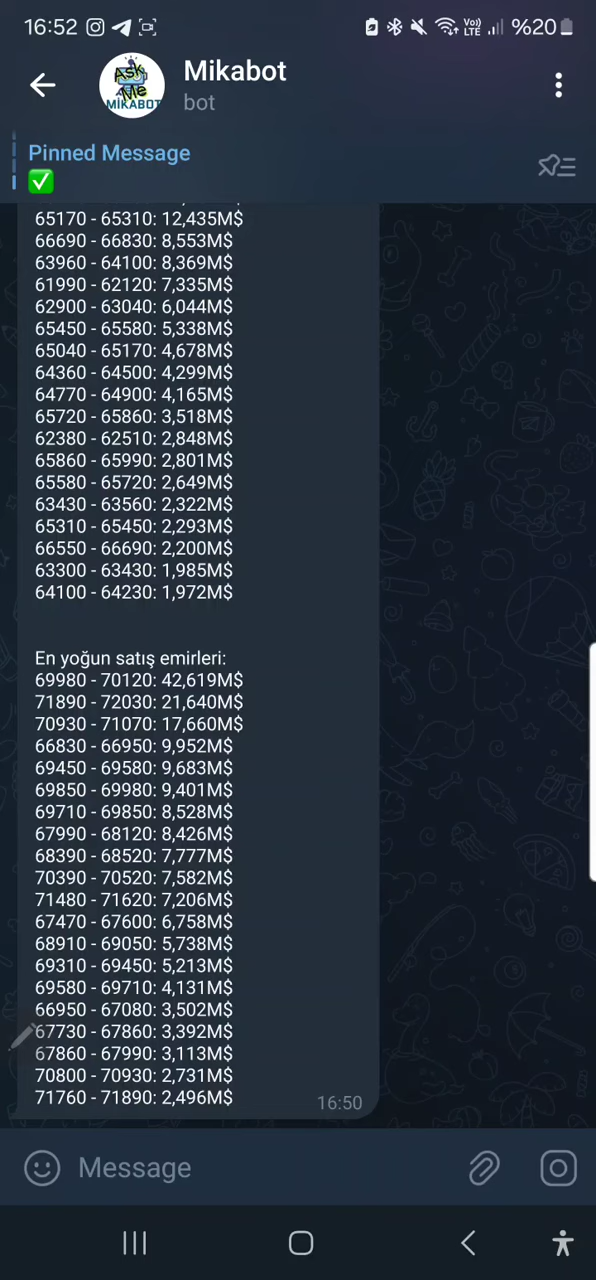 16:52
Vo))
LTE
%20
Ask
Me
MİKABOT
Mikabot
bot
Pinned Message
65170 - 65310: 12,435M$
66690 - 66830: 8,553M$
63960 - 64100: 8,369M$
61990 - 62120: 7,335M$
62900 - 63040: 6,044M$
65450 - 65580: 5,338M$
65040 - 65170: 4,678M$
64360 - 64500: 4,299M$
64770 - 64900: 4,165M$
65720 - 65860: 3,518M$
62380 - 62510: 2,848M$
65860 - 65990: 2,801M$
65580 - 65720: 2,649M$
63430 - 63560: 2,322M$
65310 - 65450: 2,293M$
66550 - 66690: 2,200M$
63300 - 63430: 1,985M$
64100 - 64230: 1,972M$
En yoğun satış emirleri:
69980 - 70120: 42,619M$
71890 - 72030: 21,640M$
70930 - 71070: 17,660M$
66830 - 66950: 9,952M$
69450 - 69580: 9,683M$
69850 - 69980: 9,401M$
69710 - 69850: 8,528M$
67990 - 68120: 8,426M$
68390 - 68520: 7,777M$
70390 - 70520: 7,582M$
71480 - 71620: 7,206M$
67470 - 67600: 6,758M$
68910 - 69050: 5,738M$
69310 - 69450: 5,213M$
69580 - 69710: 4,131M$
66950 - 67080: 3,502M$
67730 - 67860: 3,392M$
67860 - 67990: 3,113M$
70800 - 70930: 2,731M$
71760 - 71890: 2,496M$
16:50
Message